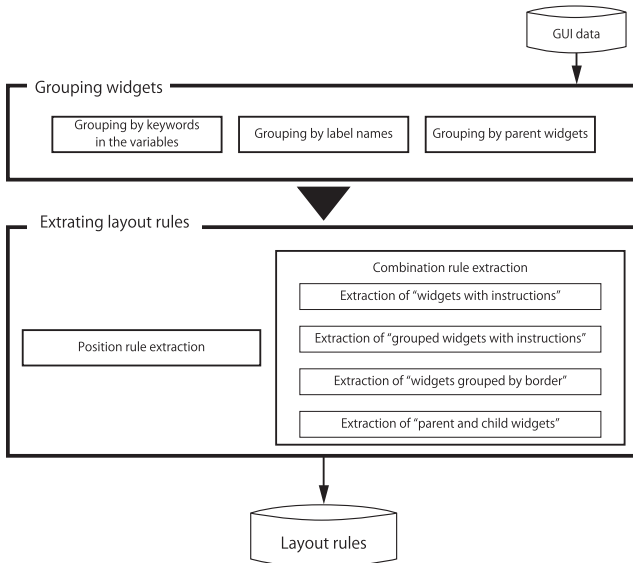 GUI data
Grouping widgets
Grouping by keywords
in the variables
Grouping by label names
Grouping by parent widgets
Extrating layout rules
Combination rule extraction
Extraction of “widgets with instructions”
Position rule extraction
Extraction of “grouped widgets with instructions”
Extraction of “widgets grouped by border”
Extraction of “parent and child widgets”
Layout rules